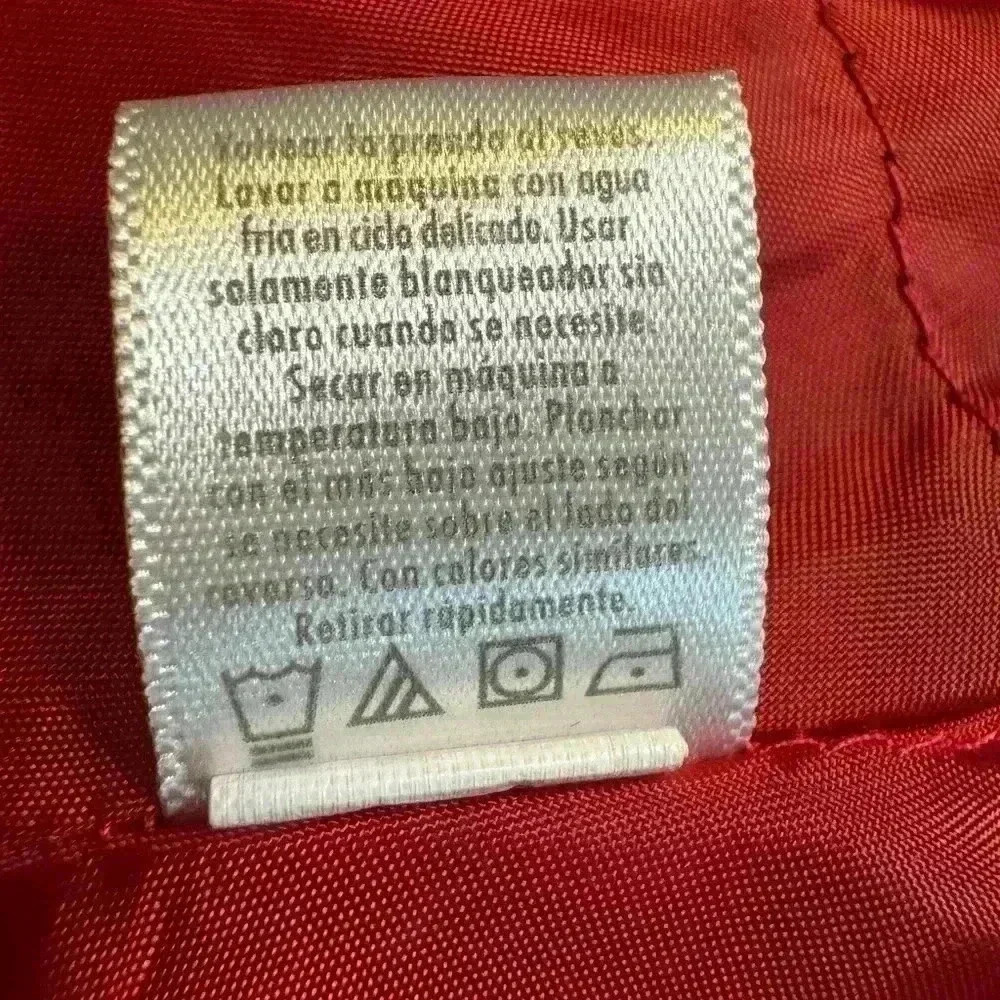 Voltear la prenda al revés.
Lavar a máquina con agua
fría en ciclo delicado. Usar
solamente blanqueador sin
cloro cuando se necesite.
Secar en máquina a
temperatura baja. Planchar
con el más bajo ajuste según
se necesite sobre el lado del
reverso. Con colores similares.
Retirar rápidamente.